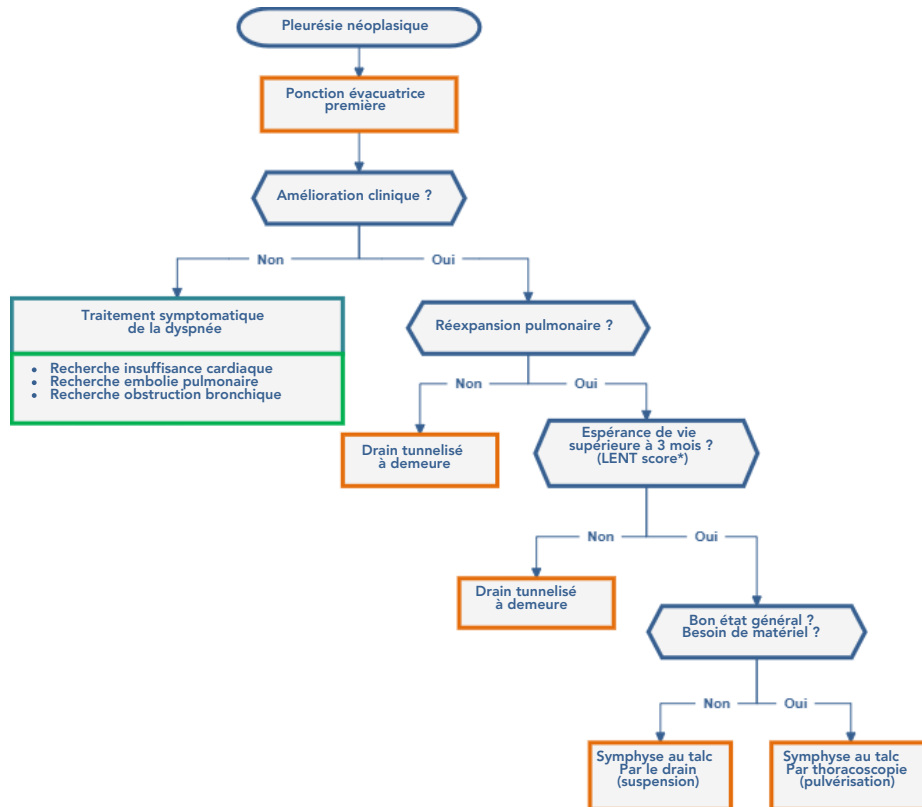 Pleurésie néoplasique
Ponction évacuatrice
première
Amélioration clinique ?
Non
Oui
Traitement symptomatique
de la dyspnée
• Recherche insuffisance cardiaque
• Recherche embolie pulmonaire
• Recherche obstruction bronchique
Réexpansion pulmonaire ?
Non
Oui
Drain tunnelisé
à demeure
Espérance de vie
supérieure à 3 mois ?
(LENT score*)
Non
Oui
Drain tunnelisé
à demeure
Bon état général ?
Besoin de matériel ?
Non
Oui
Symphyse au talc
Par le drain
(suspension)
Symphyse au talc
Par thoracoscopie
(pulvérisation)